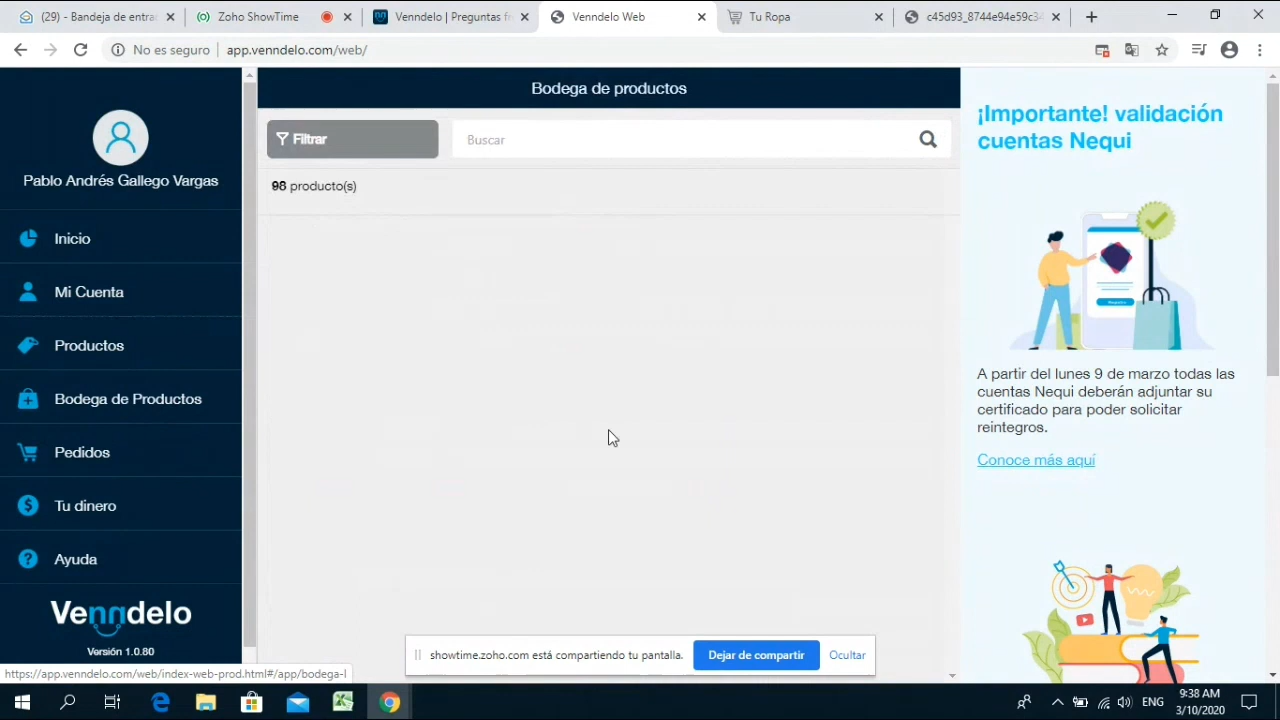 (29) - Bandeja de entrad
Zoho ShowTime
Venndelo | Preguntas fr
Venndelo Web
Tu Ropa
c45d93_8744e94e59c34
No es seguro
app.venndelo.com/web/
Pablo Andrés Gallego Vargas
Inicio
Mi Cuenta
Productos
Bodega de Productos
Pedidos
Tu dinero
Ayuda
Venndelo
Versión 1.0.80
https://app.venndelo.com/web/index-web-prod.html#/app/bodega-l
Bodega de productos
Filtrar
Buscar
98 producto(s)
¡Importante! validación
cuentas Nequi
A partir del lunes 9 de marzo todas las
cuentas Nequi deberán adjuntar su
certificado para poder solicitar
reintegros.
Conoce más aquí
showtime.zoho.com está compartiendo tu pantalla.
Dejar de compartir
Ocultar
ENG
9:38 AM
3/10/2020